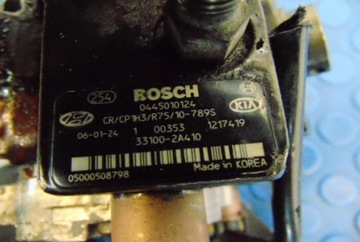 254 BOSCH
0445010124
CR/CP1H3/R75/10-789S KIA
06-01-24 1 00353 1217419
33100-2A410
05000508798 Made in KOREA